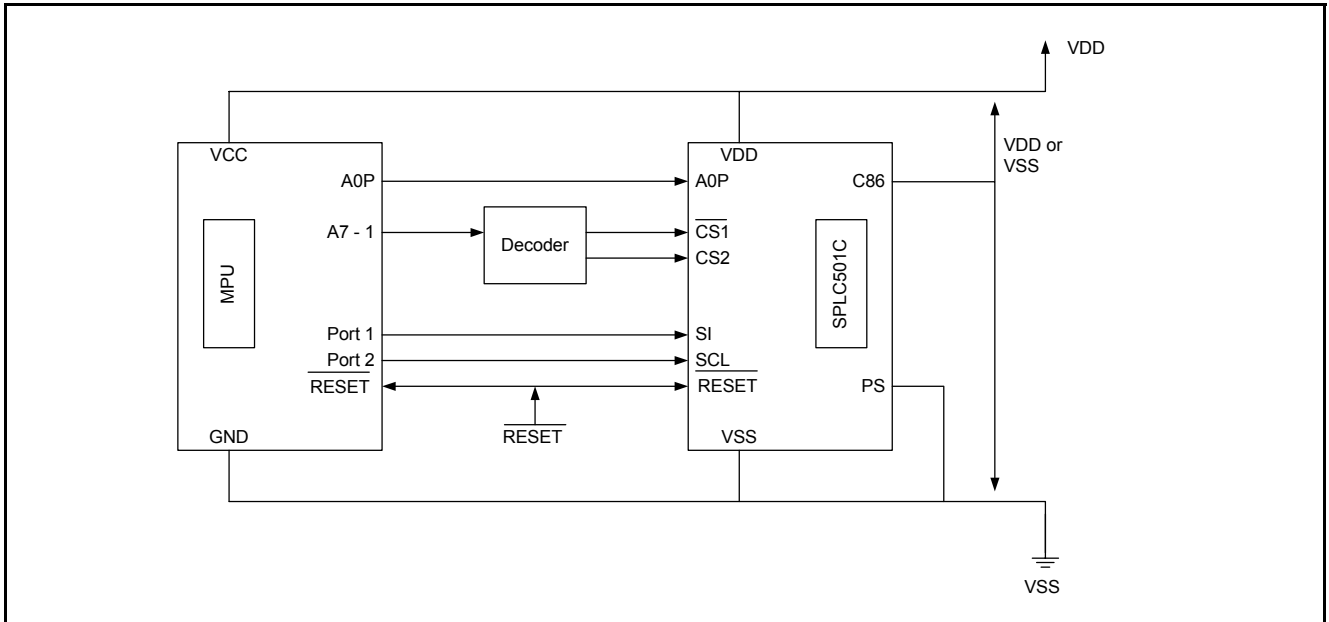 VDD
VDD or
VSS
VCC
A0P
A7 - 1
MPU
Port 1
Port 2
RESET
GND
Decoder
RESET
VDD
A0P
C86
CS1
CS2
SPLC501C
SI
SCL
RESET
PS
VSS
VSS